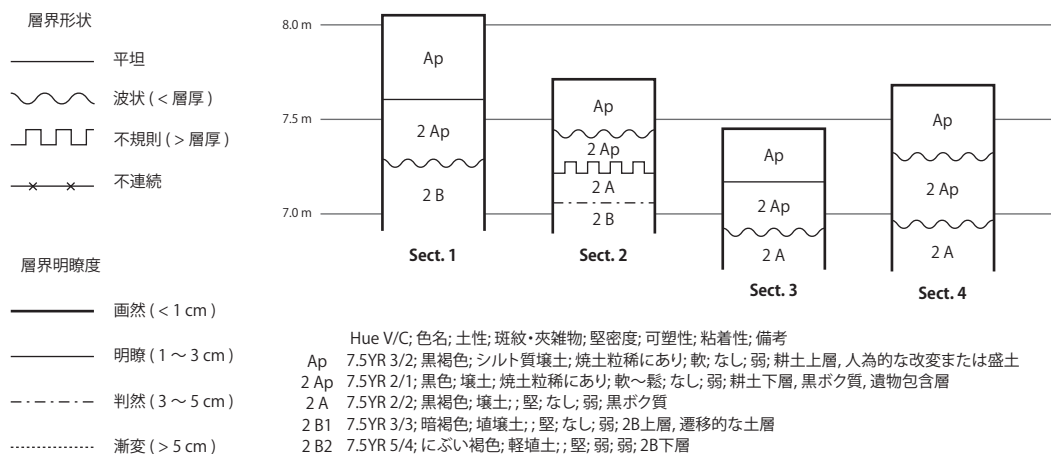 層界形状
平坦
波状 ( < 層厚 )
不規則 ( > 層厚 )
不連続
層界明瞭度
画然 ( < 1 cm )
明瞭 ( 1 ～ 3 cm )
判然 ( 3 ～ 5 cm )
漸変 ( > 5 cm )
8.0 m
7.5 m
7.0 m
Ap
2 Ap
2 B
Sect. 1
Ap
2 Ap
2 A
2 B
Sect. 2
Ap
2 Ap
2 A
Sect. 3
Ap
2 Ap
2 A
Sect. 4
Hue V/C; 色名; 土性; 斑紋・夾雑物; 堅密度; 可塑性; 粘着性; 備考
Ap 7.5YR 3/2; 黒褐色; シルト質壌土; 焼土粒稀にあり; 軟; なし; 弱; 耕土上層, 人為的な改変または盛土
2 Ap 7.5YR 2/1; 黒色; 壌土; 焼土粒稀にあり; 軟～鬆; なし; 弱; 耕土下層, 黒ボク質, 遺物包含層
2 A 7.5YR 2/2; 黒褐色; 壌土; ; 堅; なし; 弱; 黒ボク質
2 B1 7.5YR 3/3; 暗褐色; 埴壌土; ; 堅; なし; 弱; 2B上層, 遷移的な土層
2 B2 7.5YR 5/4; にぶい褐色; 軽埴土; ; 堅; 弱; 弱; 2B下層